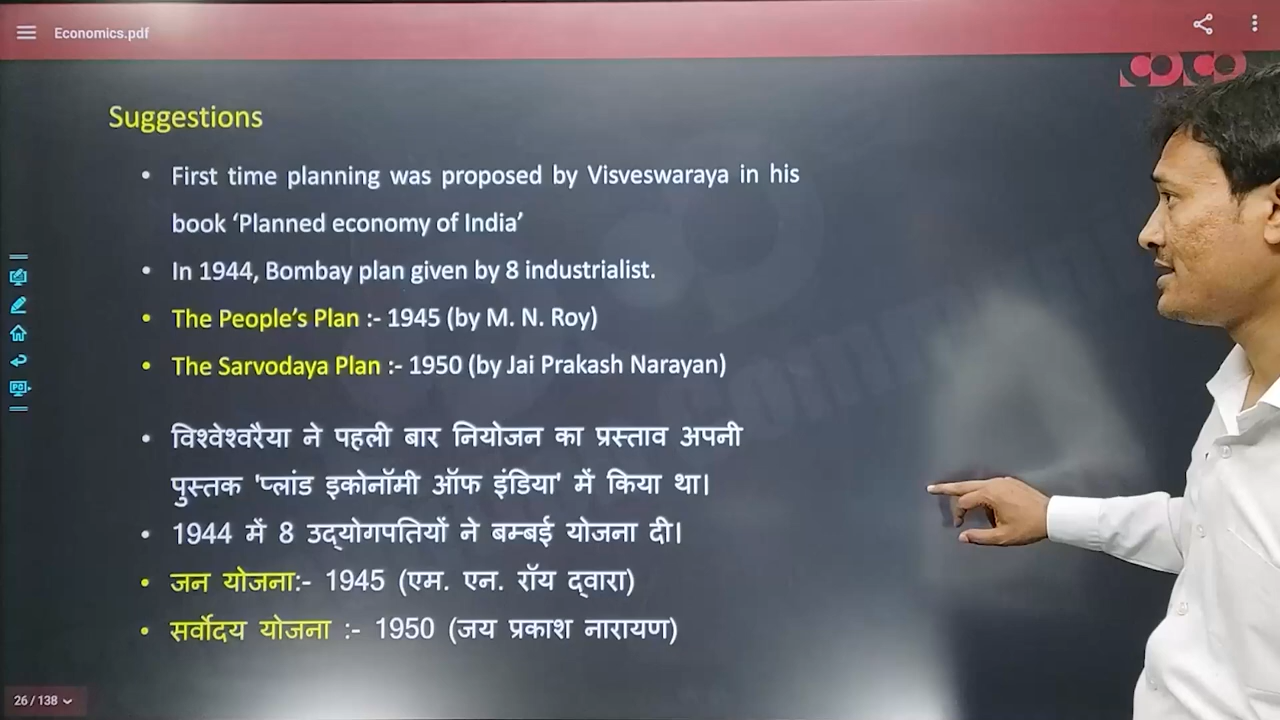 Economics.pdf
Suggestions
• First time planning was proposed by Visveswaraya in his
book ‘Planned economy of India’
• In 1944, Bombay plan given by 8 industrialist.
• The People’s Plan :- 1945 (by M. N. Roy)
• The Sarvodaya Plan :- 1950 (by Jai Prakash Narayan)
• विश्वेश्वरैया ने पहली बार नियोजन का प्रस्ताव अपनी
पुस्तक 'प्लांड इकोनॉमी ऑफ इंडिया' में किया था।
• 1944 में 8 उद्योगपतियों ने बम्बई योजना दी।
• जन योजना:- 1945 (एम. एन. रॉय द्वारा)
• सर्वोदय योजना :- 1950 (जय प्रकाश नारायण)
26 / 138